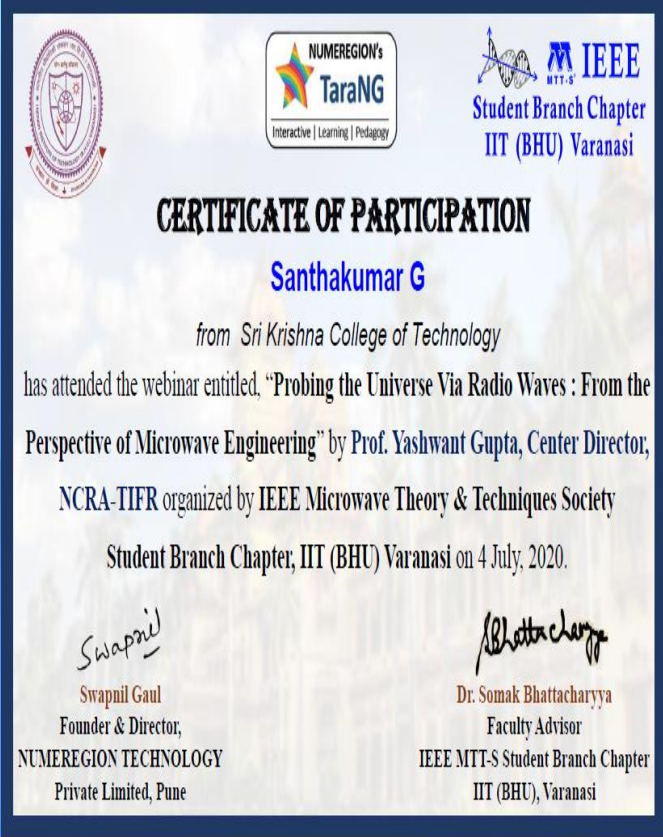 NUMEREGION's
TaraNG
Interactive | Learning | Pedagogy
MTT-S IEEE
Student Branch Chapter
IIT (BHU) Varanasi
CERTIFICATE OF PARTICIPATION
Santhakumar G
from Sri Krishna College of Technology
has attended the webinar entitled, “Probing the Universe Via Radio Waves : From the
Perspective of Microwave Engineering” by Prof. Yashwant Gupta, Center Director,
NCRA-TIFR organized by IEEE Microwave Theory & Techniques Society
Student Branch Chapter, IIT (BHU) Varanasi on 4 July, 2020.
Swapnil
SBhattacharyya
Swapnil Gaul
Founder & Director,
NUMEREGION TECHNOLOGY
Private Limited, Pune
Dr. Somak Bhattacharyya
Faculty Advisor
IEEE MTT-S Student Branch Chapter
IIT (BHU), Varanasi